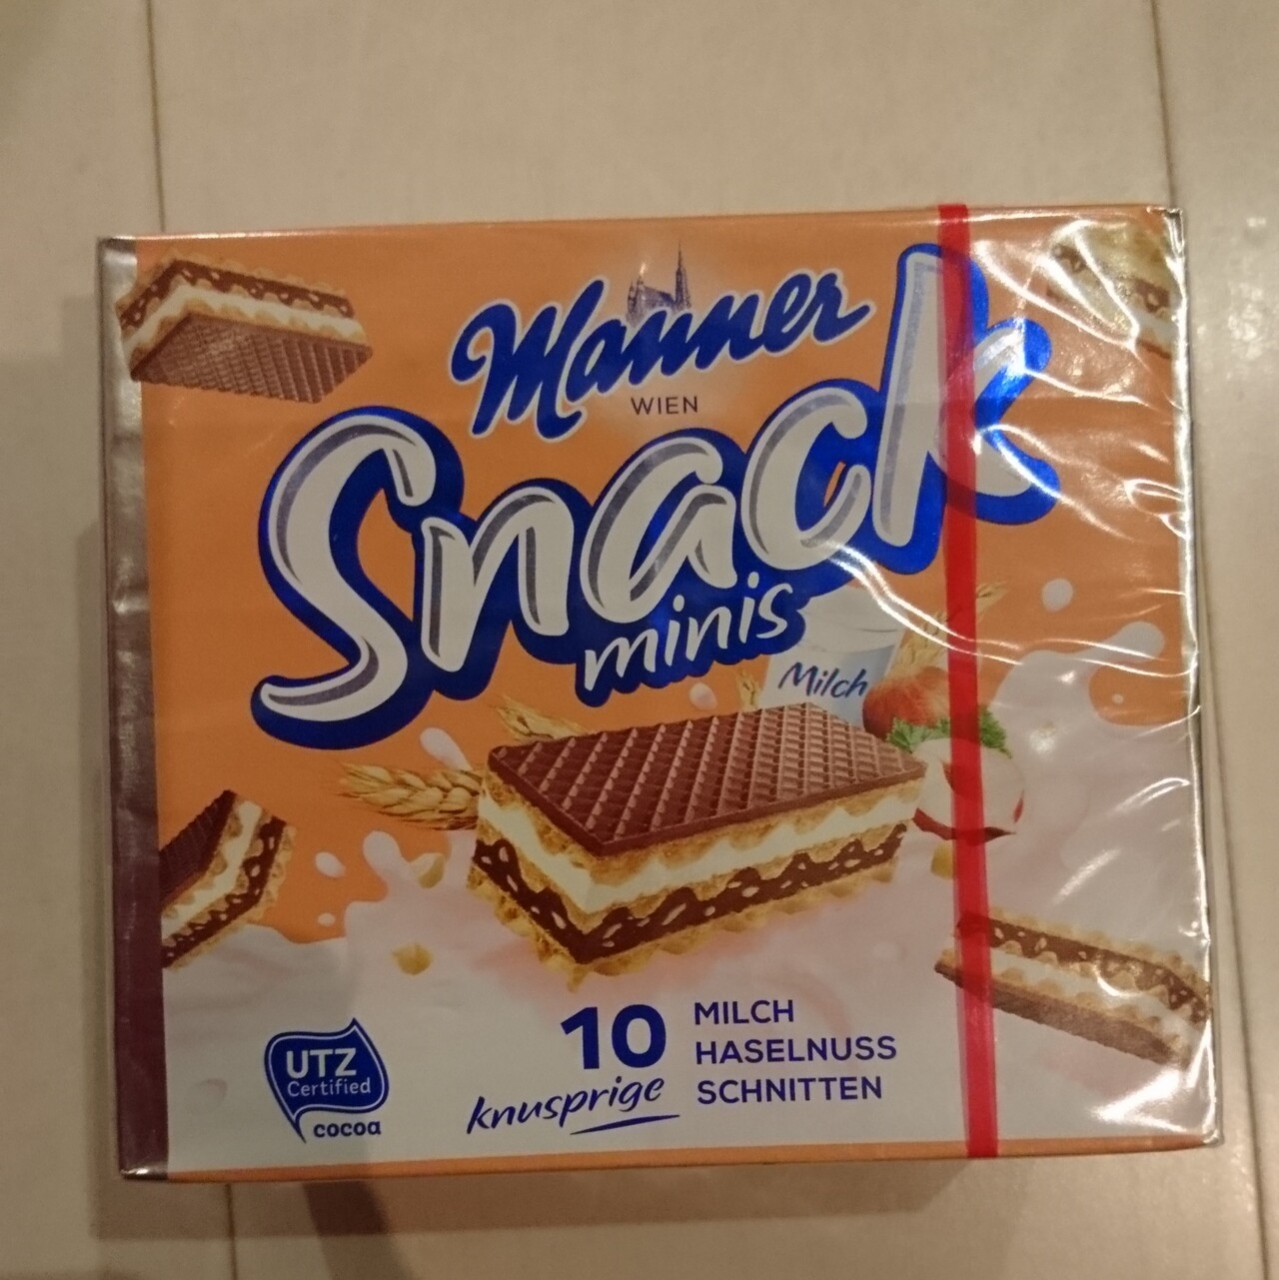 Manner
WIEN
Snack
minis
Milch
10
knusprige
MILCH
HASELNUSS
SCHNITTEN
UTZ
Certified
cocoa